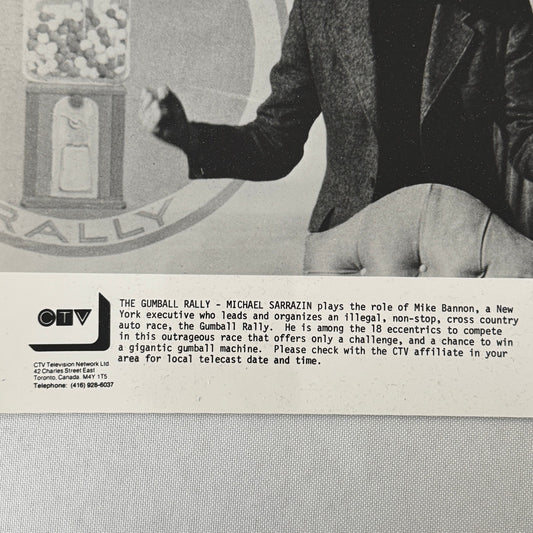 RALLY
THE GUMBALL RALLY - MICHAEL SARRAZIN plays the role of Mike Bannon, a New
York executive who leads and organizes an illegal, non-stop, cross country
auto race, the Gumball Rally. He is among the 18 eccentrics to compete
in this outrageous race that offers only a challenge, and a chance to win
a gigantic gumball machine. Please check with the CTV affiliate in your
area for local telecast date and time.
CTV
CTV Television Network Ltd
42 Charles Street East
Toronto, Canada. M4Y 1T5
Telephone: (416) 928-6037